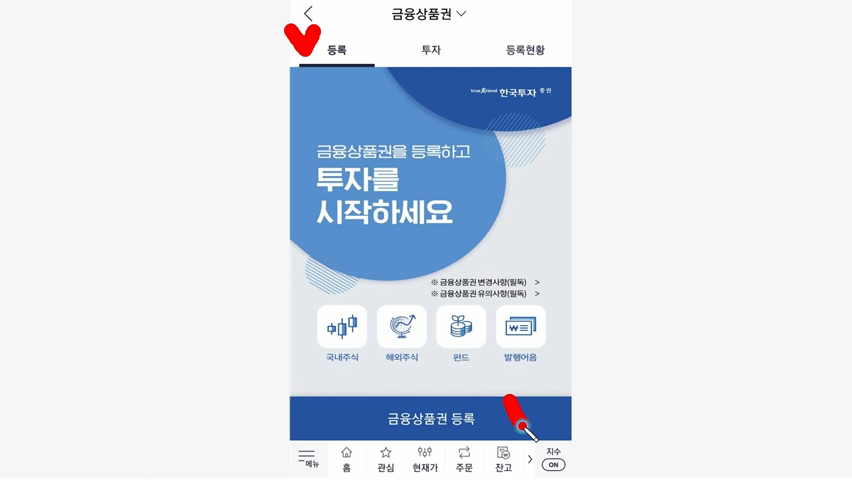 금융상품권
등록 투자 등록현황
true Friend 한국투자 증권
금융상품권을 등록하고
투자를
시작하세요
※ 금융상품권 변경사항(필독) >
※ 금융상품권 유의사항(필독) >
국내주식 해외주식 펀드 발행어음
금융상품권 등록
메뉴 홈 관심 현재가 주문 잔고 > 지수
ON